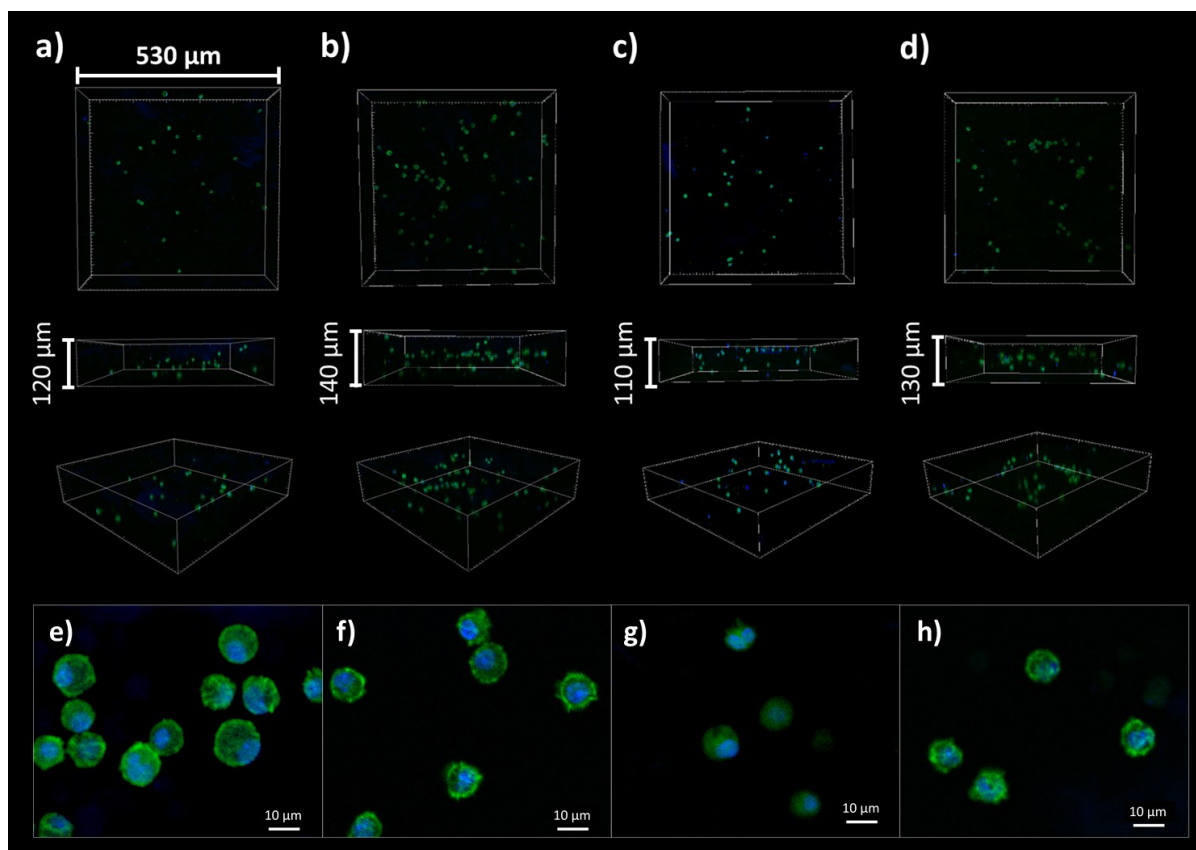 a)
530 µm
b)
c)
d)
120 µm
140 µm
110 µm
130 µm
e)
f)
g)
h)
10 µm
10 µm
10 µm
10 µm